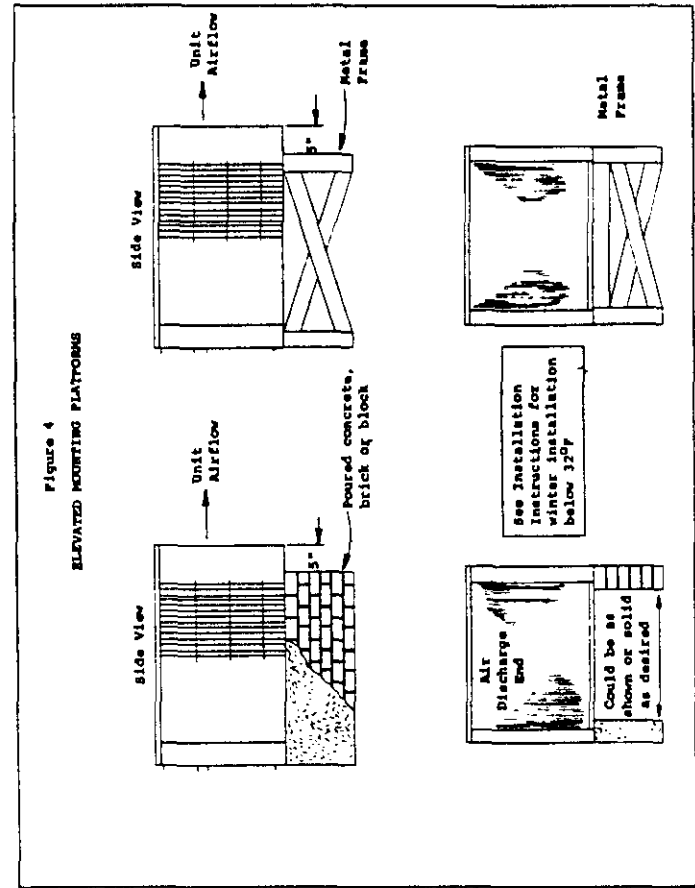 Figure 4
ELEVATED MOUNTING PLATFORMS
Side View
Unit
Airflow
5"
Poured concrete,
brick or block
Side View
Unit
Airflow
5"
Metal
Frame
Air
Discharge
End
Could be as
shown or solid
as desired
See Installation
Instructions for
winter installation
below 32°F
Metal
Frame